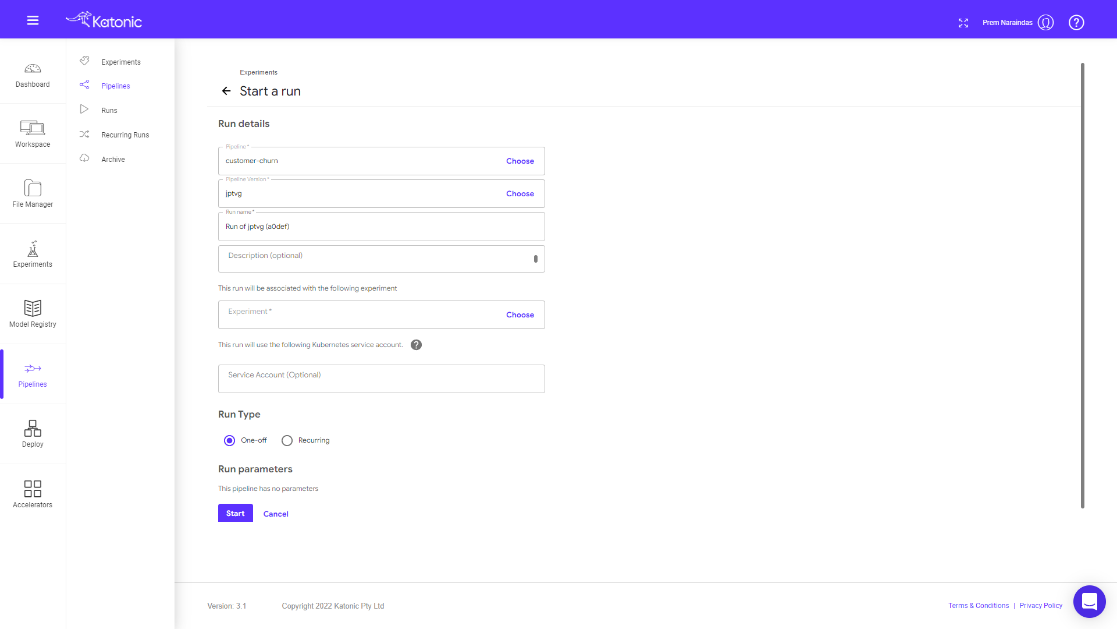 Katonic
Prem Naraindas
Dashboard
Workspace
File Manager
Experiments
Model Registry
Pipelines
Deploy
Accelerators
Experiments
Pipelines
Runs
Recurring Runs
Archive
Experiments
Start a run
Run details
Pipeline*
customer-churn Choose
Pipeline Version*
jptvg Choose
Run name*
Run of jptvg (a0def)
Description (optional)
This run will be associated with the following experiment
Experiment* Choose
This run will use the following Kubernetes service account. ?
Service Account (Optional)
Run Type
One-off Recurring
Run parameters
This pipeline has no parameters
Start Cancel
Version: 3.1 Copyright 2022 Katonic Pty Ltd Terms & Conditions | Privacy Policy